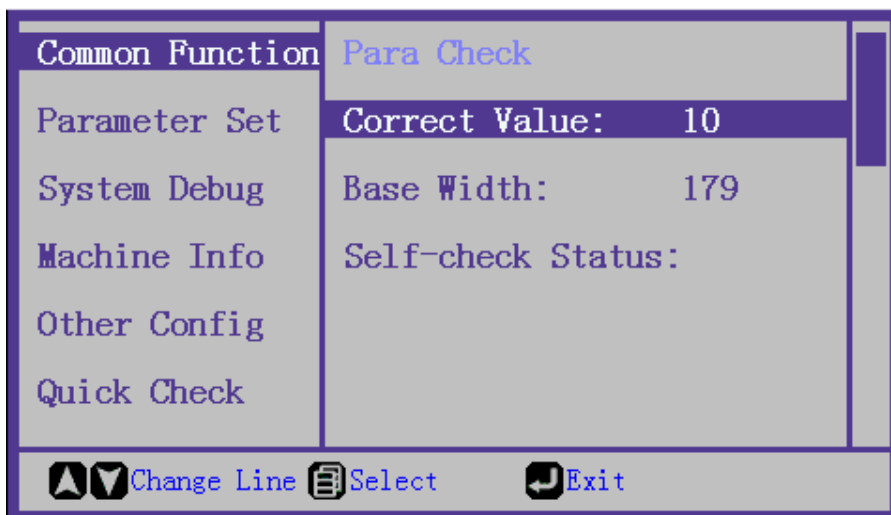 Common Function
Parameter Set
System Debug
Machine Info
Other Config
Quick Check
Para Check
Correct Value: 10
Base Width: 179
Self-check Status:
Change Line Select Exit